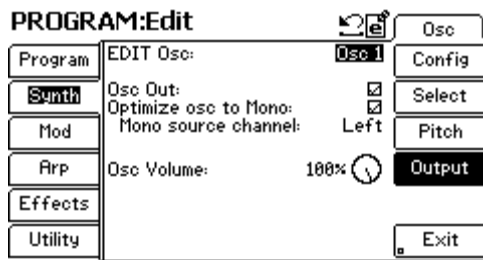 PROGRAM:Edit e Osc
Program EDIT Osc: Osc 1 Config
Synth Osc Out: Select
Optimize osc to Mono:
Mod Mono source channel: Left Pitch
Arp Osc Volume: 100% Output
Effects
Utility Exit